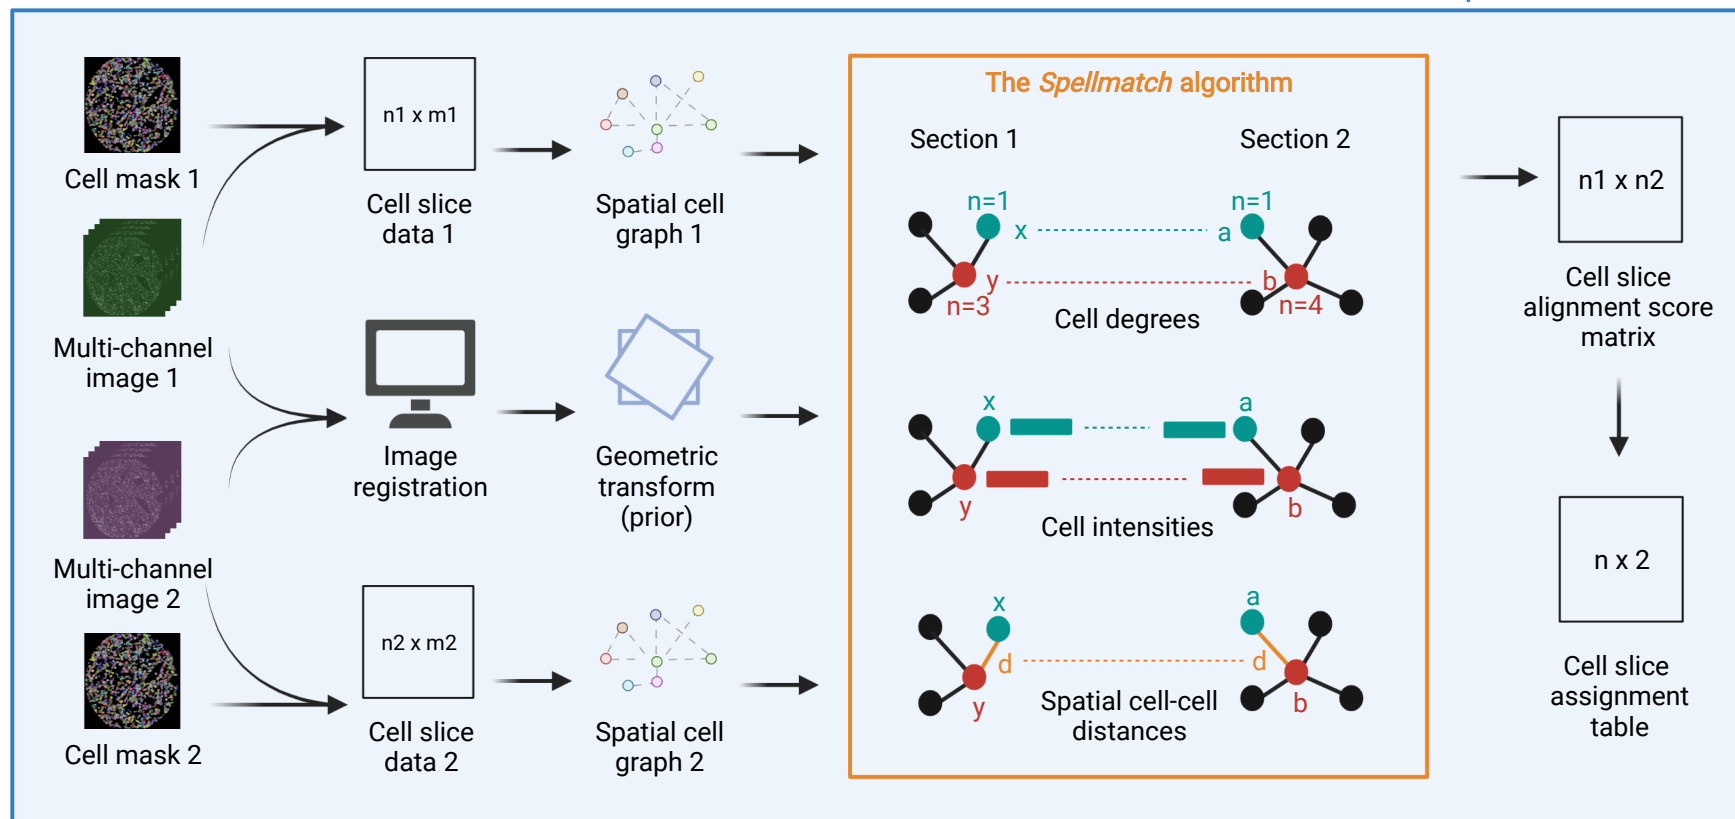 Cell mask 1
Multi-channel
image 1
Multi-channel
image 2
Cell mask 2
n1 x m1
Cell slice
data 1
Image
registration
n2 x m2
Cell slice
data 2
Spatial cell
graph 1
Geometric
transform
(prior)
Spatial cell
graph 2
The Spellmatch algorithm
Section 1
Section 2
n=1
n=1
x
a
y
b
n=3
n=4
Cell degrees
x
a
y
b
Cell intensities
x
a
d
d
y
b
Spatial cell-cell
distances
n1 x n2
Cell slice
alignment score
matrix
n x 2
Cell slice
assignment
table